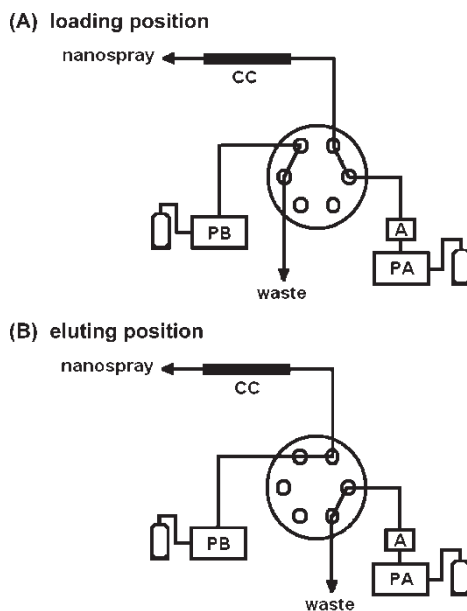 (A) loading position
nanospray
CC
PB
A
PA
waste
(B) eluting position
nanospray
CC
PB
A
PA
waste